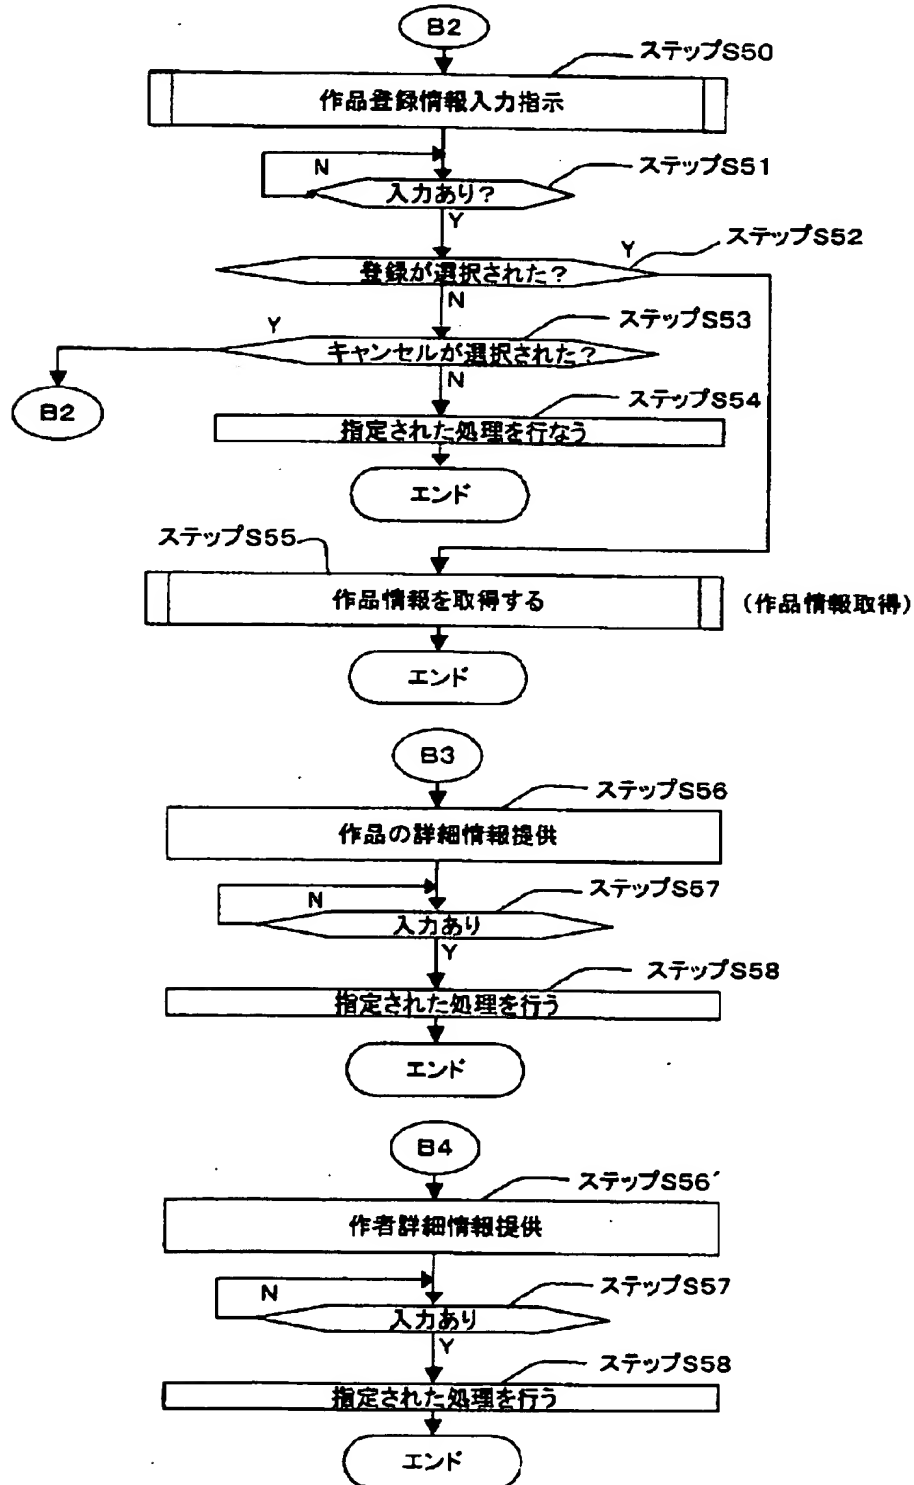 B2
ステップS50
作品登録情報入力指示
N
ステップS51
入力あり?
Y
ステップS52
Y
登録が選択された?
N
ステップS53
Y
キャンセルが選択された?
N
B2
ステップS54
指定された処理を行なう
エンド
ステップS55
作品情報を取得する
(作品情報取得)
エンド
B3
ステップS56
作品の詳細情報提供
ステップS57
N
入力あり
Y
ステップS58
指定された処理を行う
エンド
B4
ステップS56´
作者詳細情報提供
ステップS57
N
入力あり
Y
ステップS58
指定された処理を行う
エンド